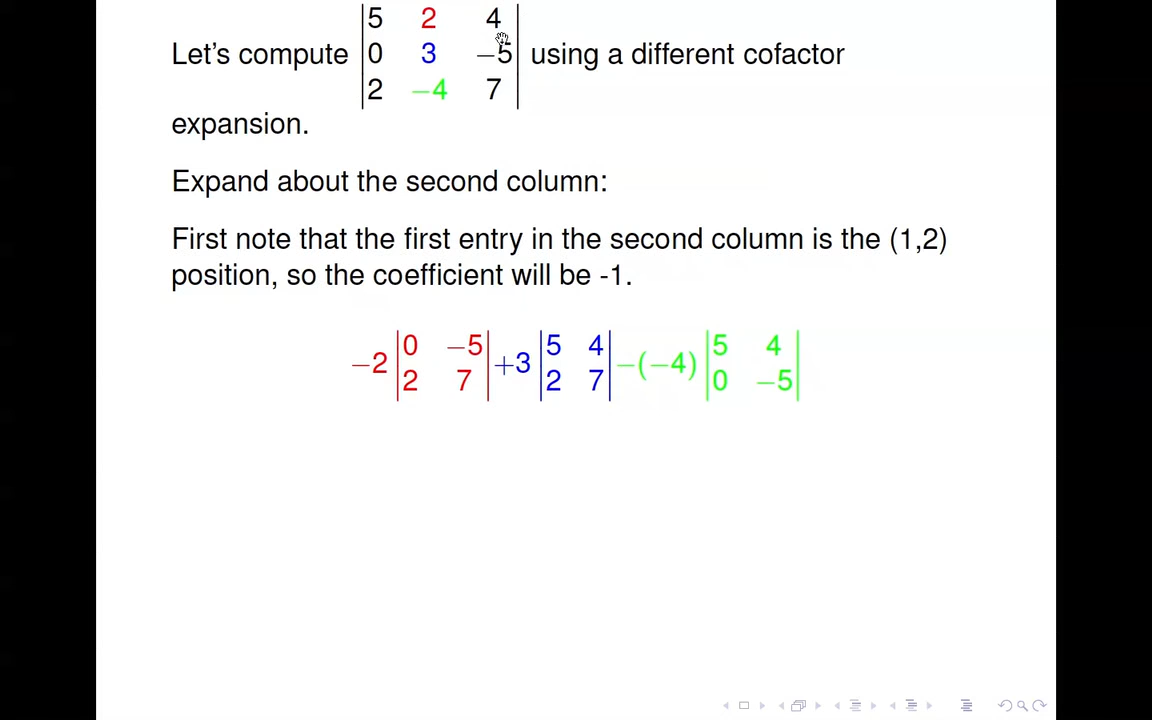 Let's compute |5 2 4| using a different cofactor
|0 3 −5|
|2 −4 7|
expansion.
Expand about the second column:
First note that the first entry in the second column is the (1,2)
position, so the coefficient will be -1.
−2 |0 −5| +3 |5 4| −(−4) |5 4|
|2 7| |2 7| |0 −5|